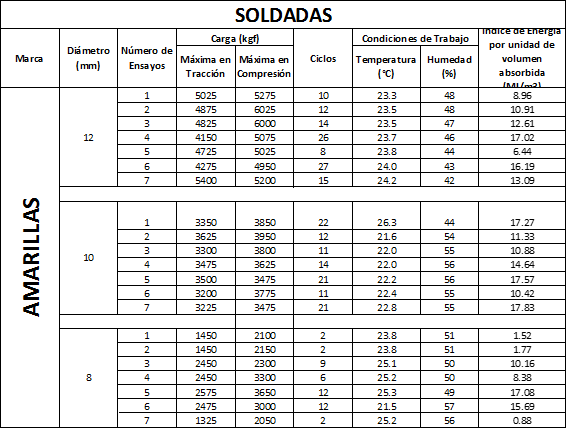 SOLDADAS
Marca Diámetro (mm) Número de Ensayos Carga (kgf) Ciclos Condiciones de Trabajo Índice de Energía por unidad de volumen absorbida (MJ/m3)
Máxima en Tracción Máxima en Compresión Temperatura (°C) Humedad (%)
AMARILLAS
12
1 5025 5275 10 23.3 48 8.96
2 4875 6025 12 23.5 48 10.91
3 4825 6000 14 23.5 47 12.61
4 4150 5075 26 23.7 46 17.02
5 4725 5025 8 23.8 44 6.44
6 4275 4950 27 24.0 43 16.19
7 5400 5200 15 24.2 42 13.09
10
1 3350 3850 22 26.3 44 17.27
2 3625 3950 12 21.6 54 11.33
3 3300 3800 11 22.0 55 10.88
4 3475 3625 14 22.0 56 14.64
5 3500 3475 21 22.2 56 17.57
6 3200 3775 11 22.4 55 10.42
7 3225 3475 21 22.8 55 17.83
8
1 1450 2100 2 23.8 51 1.52
2 1450 2150 2 23.8 51 1.77
3 2450 2300 9 25.1 50 10.16
4 2450 3300 6 25.2 50 8.38
5 2575 3650 12 25.3 49 17.08
6 2475 3000 12 21.5 57 15.69
7 1325 2050 2 25.2 56 0.88